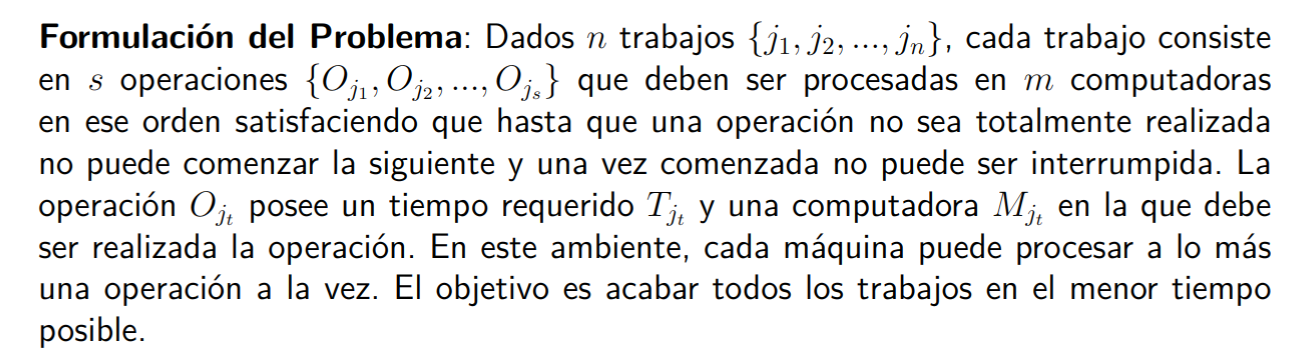 Formulación del Problema: Dados n trabajos {j₁, j₂, ..., jₙ}, cada trabajo consiste
en s operaciones {O_{j_1}, O_{j_2}, ..., O_{j_s}} que deben ser procesadas en m computadoras
en ese orden satisfaciendo que hasta que una operación no sea totalmente realizada
no puede comenzar la siguiente y una vez comenzada no puede ser interrumpida. La
operación O_{j_t} posee un tiempo requerido T_{j_t} y una computadora M_{j_t} en la que debe
ser realizada la operación. En este ambiente, cada máquina puede procesar a lo más
una operación a la vez. El objetivo es acabar todos los trabajos en el menor tiempo
posible.